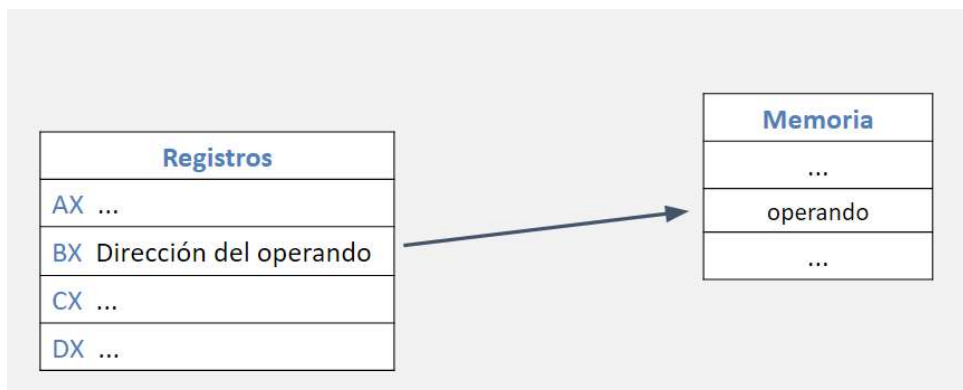 Registros
AX ...
BX Dirección del operando
CX ...
DX ...
Memoria
...
operando
...